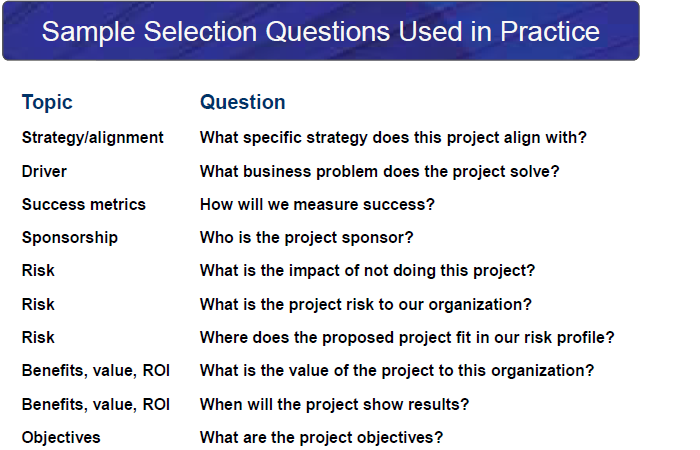 Sample Selection Questions Used in Practice
Topic Question
Strategy/alignment What specific strategy does this project align with?
Driver What business problem does the project solve?
Success metrics How will we measure success?
Sponsorship Who is the project sponsor?
Risk What is the impact of not doing this project?
Risk What is the project risk to our organization?
Risk Where does the proposed project fit in our risk profile?
Benefits, value, ROI What is the value of the project to this organization?
Benefits, value, ROI When will the project show results?
Objectives What are the project objectives?